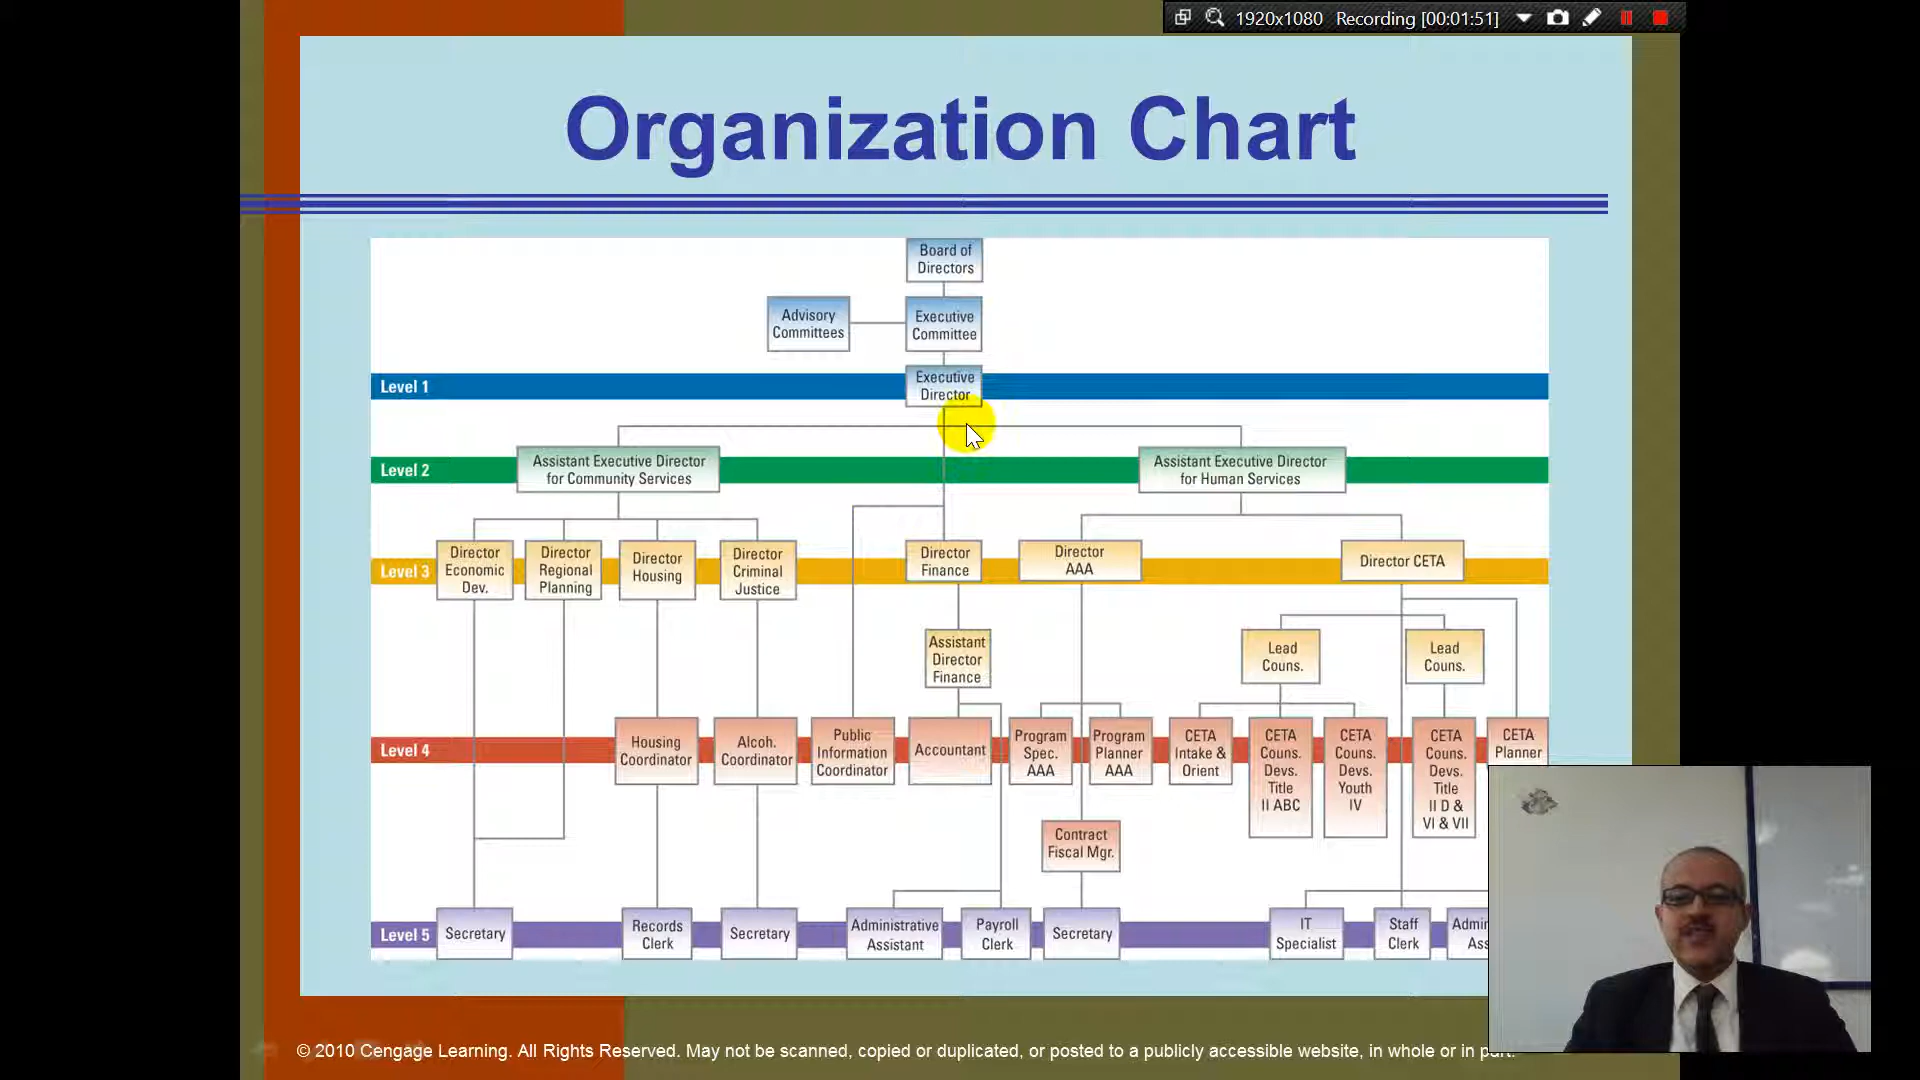 1920x1080 Recording [00:01:51]
Organization Chart
Board of
Directors
Advisory
Committees
Executive
Committee
Level 1
Executive
Director
Level 2
Assistant Executive Director
for Community Services
Assistant Executive Director
for Human Services
Level 3
Director
Economic
Dev.
Director
Regional
Planning
Director
Housing
Director
Criminal
Justice
Director
Finance
Director
AAA
Director CETA
Assistant
Director
Finance
Lead
Couns.
Lead
Couns.
Level 4
Housing
Coordinator
Alcoh.
Coordinator
Public
Information
Coordinator
Accountant
Program
Spec.
AAA
Program
Planner
AAA
CETA
Intake &
Orient
CETA
Couns.
Devs.
Title
II ABC
CETA
Couns.
Devs.
Youth
IV
CETA
Couns.
Devs.
Title
II D &
VI & VII
CETA
Planner
Contract
Fiscal Mgr.
Level 5
Secretary
Records
Clerk
Secretary
Administrative
Assistant
Payroll
Clerk
Secretary
IT
Specialist
Staff
Clerk
© 2010 Cengage Learning. All Rights Reserved. May not be scanned, copied or duplicated, or posted to a publicly accessible website, in whole or in part.